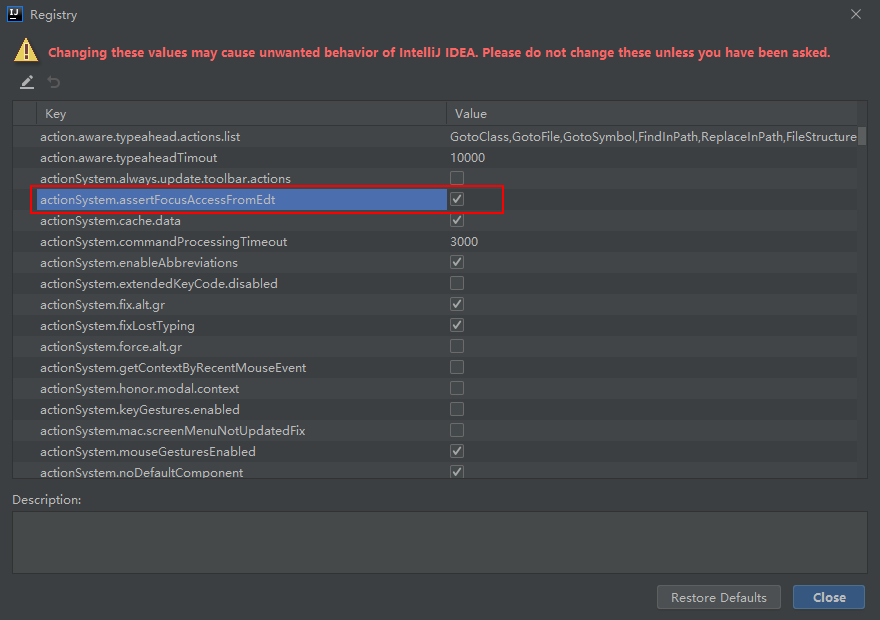 IJ Registry
Changing these values may cause unwanted behavior of IntelliJ IDEA. Please do not change these unless you have been asked.
Key Value
action.aware.typeahead.actions.list GotoClass,GotoFile,GotoSymbol,FindInPath,ReplaceInPath,FileStructure
action.aware.typeaheadTimout 10000
actionSystem.always.update.toolbar.actions
actionSystem.assertFocusAccessFromEdt
actionSystem.cache.data
actionSystem.commandProcessingTimeout 3000
actionSystem.enableAbbreviations
actionSystem.extendedKeyCode.disabled
actionSystem.fix.alt.gr
actionSystem.fixLostTyping
actionSystem.force.alt.gr
actionSystem.getContextByRecentMouseEvent
actionSystem.honor.modal.context
actionSystem.keyGestures.enabled
actionSystem.mac.screenMenuNotUpdatedFix
actionSystem.mouseGesturesEnabled
actionSystem.noDefaultComponent
Description:
Restore Defaults Close